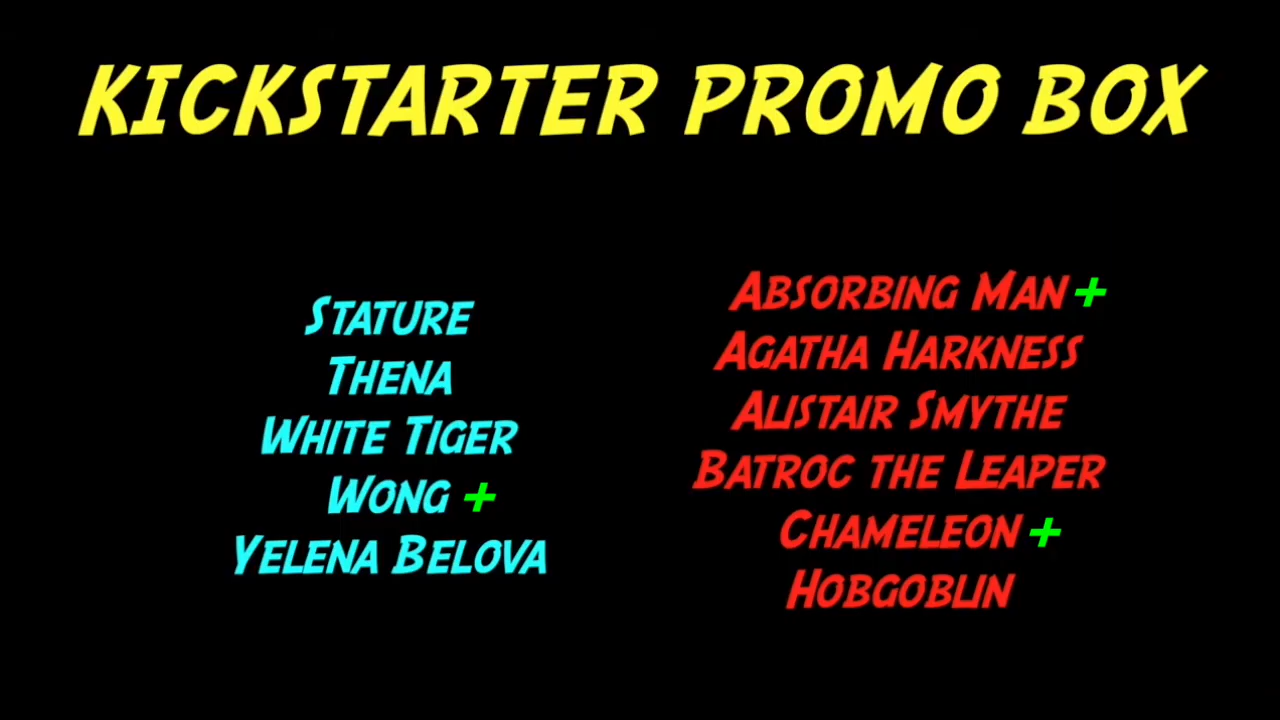 KICKSTARTER PROMO BOX
STATURE
THENA
WHITE TIGER
WONG +
YELENA BELOVA
ABSORBING MAN +
AGATHA HARKNESS
ALISTAIR SMYTHE
BATROC THE LEAPER
CHAMELEON +
HOBGOBLIN